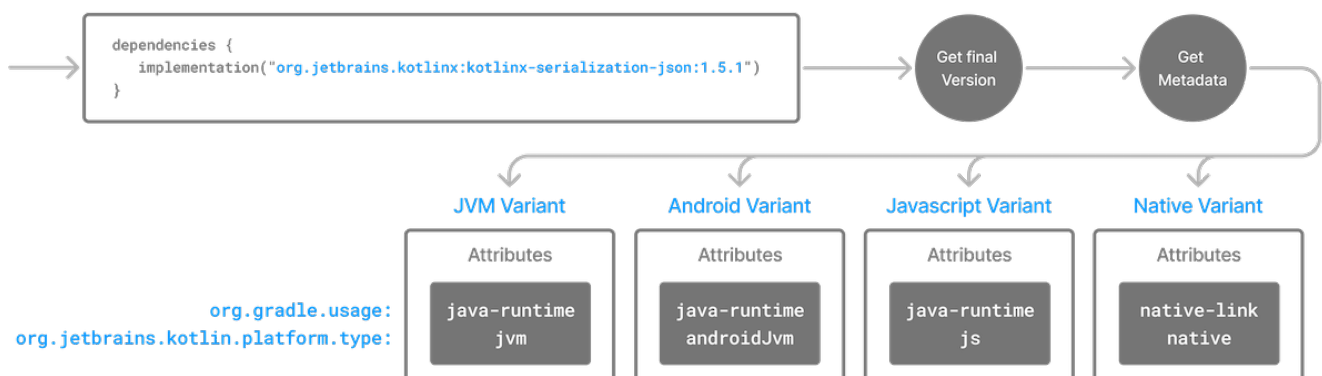 dependencies {
implementation("org.jetbrains.kotlinx:kotlinx-serialization-json:1.5.1")
}
Get final
Version
Get
Metadata
JVM Variant
Android Variant
Javascript Variant
Native Variant
Attributes
Attributes
Attributes
Attributes
org.gradle.usage:
java-runtime
java-runtime
java-runtime
native-link
org.jetbrains.kotlin.platform.type:
jvm
androidJvm
js
native